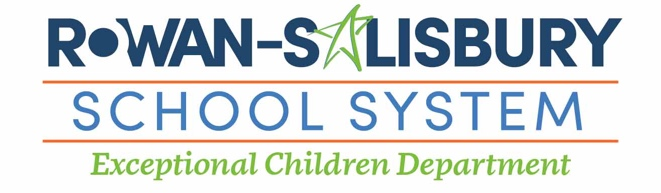 ROWAN-SALISBURY
SCHOOL SYSTEM
Exceptional Children Department